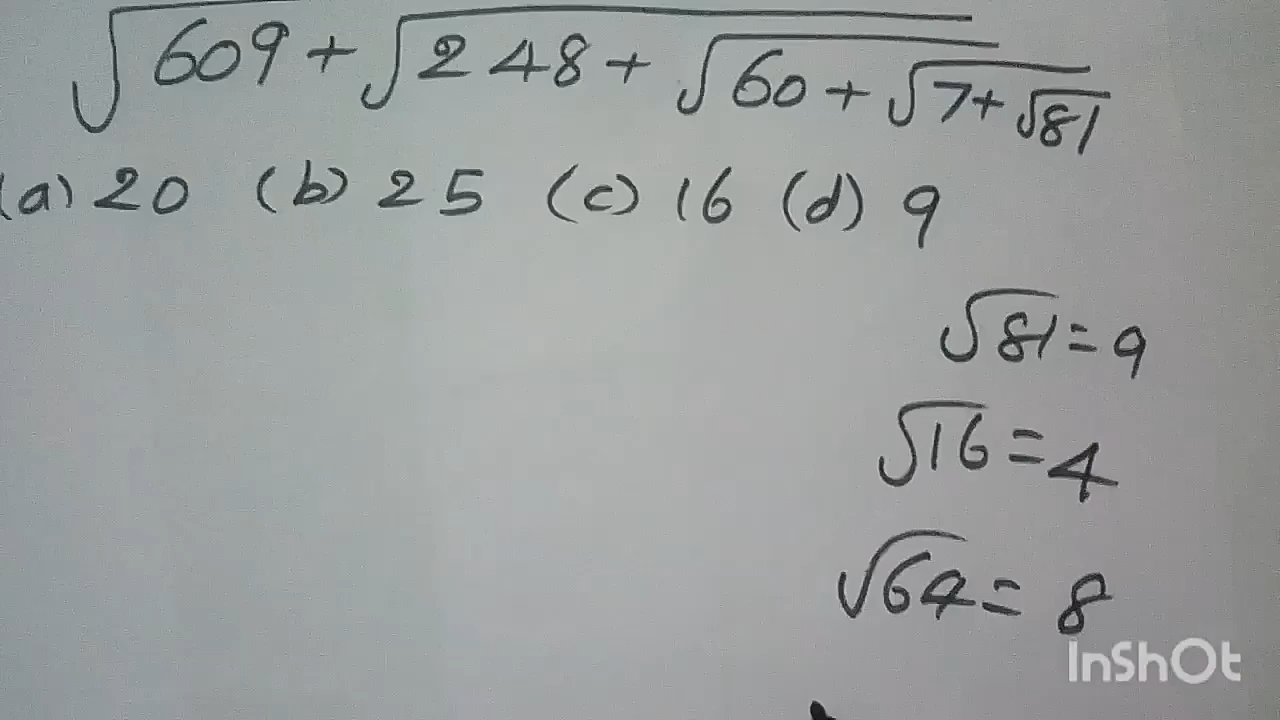 √609 + √248 + √60 + √7 + √81
(a) 20 (b) 25 (c) 16 (d) 9
√81 = 9
√16 = 4
√64 = 8
InShOt